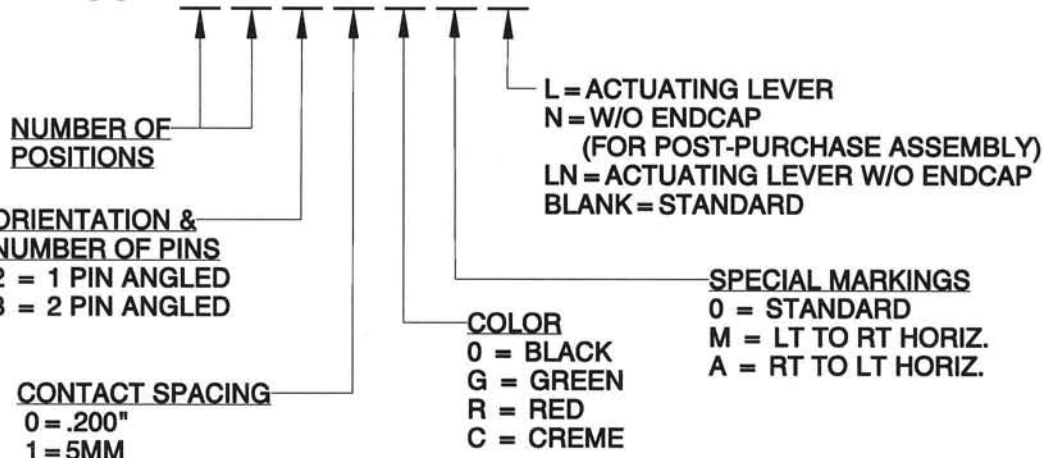 L = ACTUATING LEVER
N = W/O ENDCAP
(FOR POST-PURCHASE ASSEMBLY)
LN = ACTUATING LEVER W/O ENDCAP
BLANK = STANDARD
NUMBER OF
POSITIONS
ORIENTATION &
NUMBER OF PINS
2 = 1 PIN ANGLED
3 = 2 PIN ANGLED
SPECIAL MARKINGS
0 = STANDARD
M = LT TO RT HORIZ.
A = RT TO LT HORIZ.
COLOR
0 = BLACK
G = GREEN
R = RED
C = CREME
CONTACT SPACING
0 = .200"
1 = 5MM